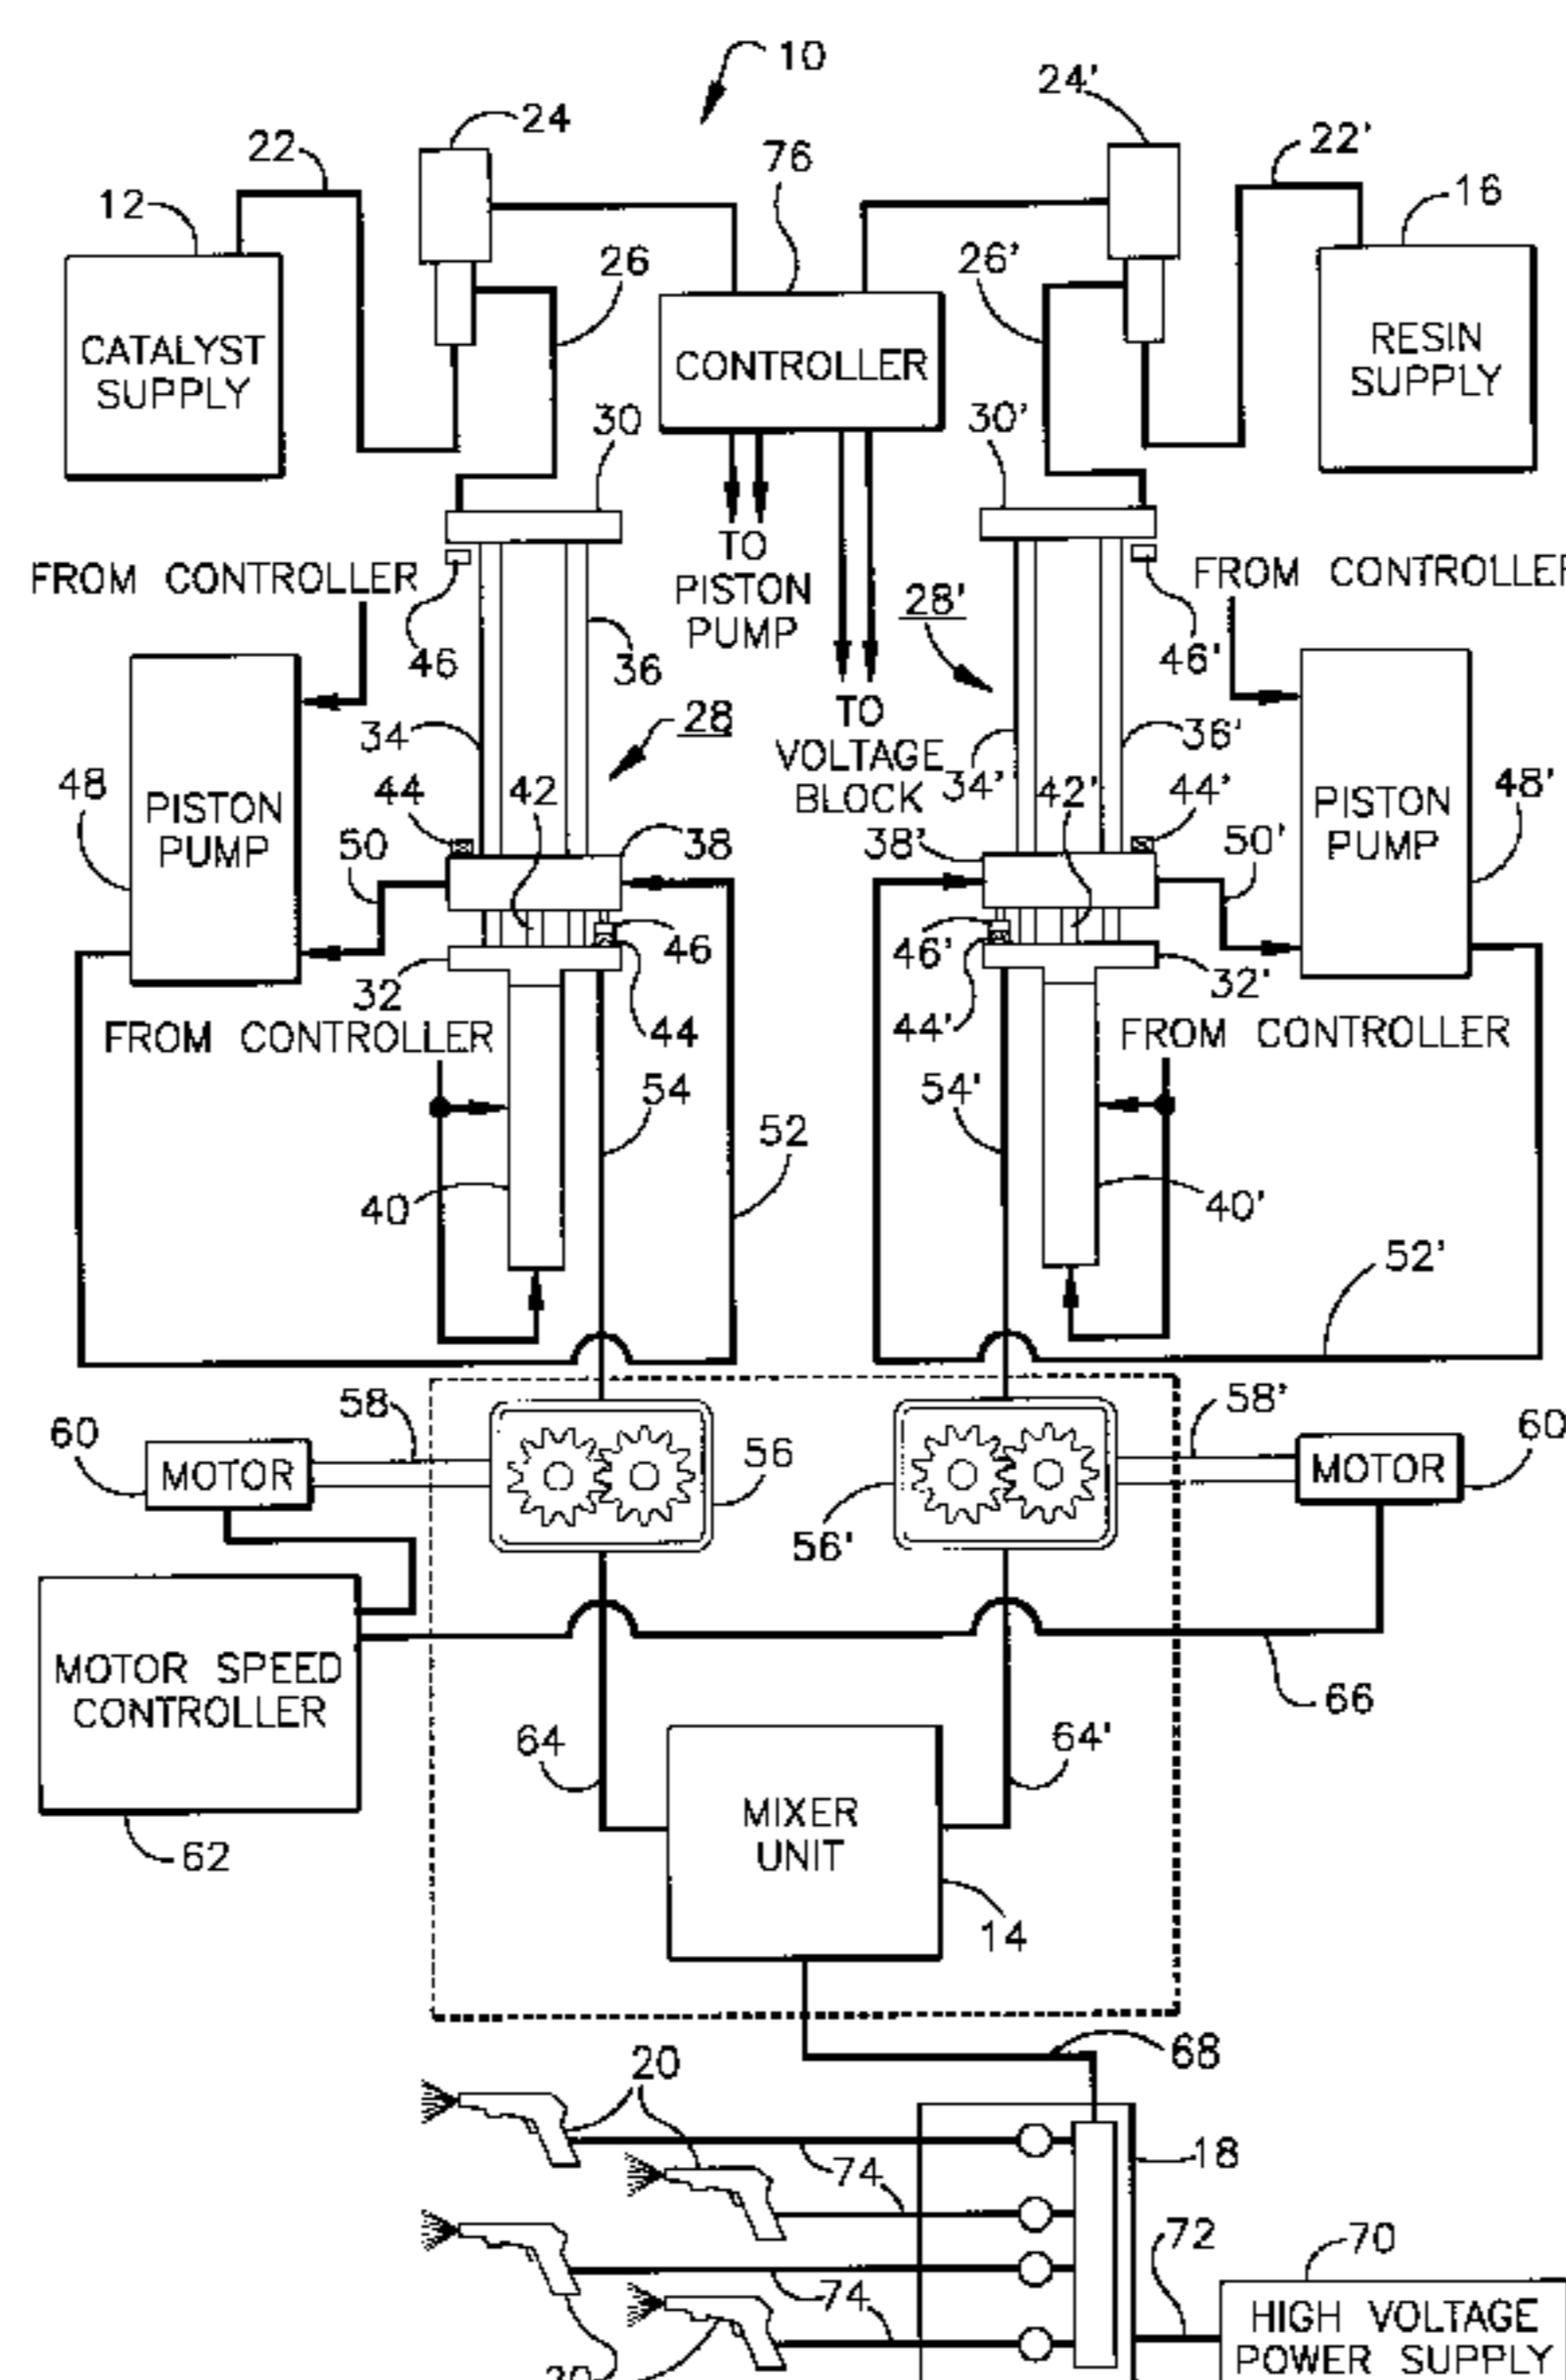 10
24
24'
22
22'
76
12
16
26
26'
CATALYST
SUPPLY
CONTROLLER
RESIN
SUPPLY
30
30'
TO
PISTON
PUMP
FROM CONTROLLER
FROM CONTROLLER
28'
46
46'
36
TO
VOLTAGE
BLOCK
34
28
34'
36'
48
PISTON
PUMP
44
42
42'
44'
PISTON
PUMP
48'
50
38
38'
50'
46
46'
32
32'
44
44'
FROM CONTROLLER
FROM CONTROLLER
54
54'
52
40
40'
52'
58
58'
60
MOTOR
56
MOTOR
60
56'
MOTOR SPEED
CONTROLLER
66
64
64'
MIXER
UNIT
62
14
68
20
18
74
72
70
74
HIGH VOLTAGE
POWER SUPPLY
20